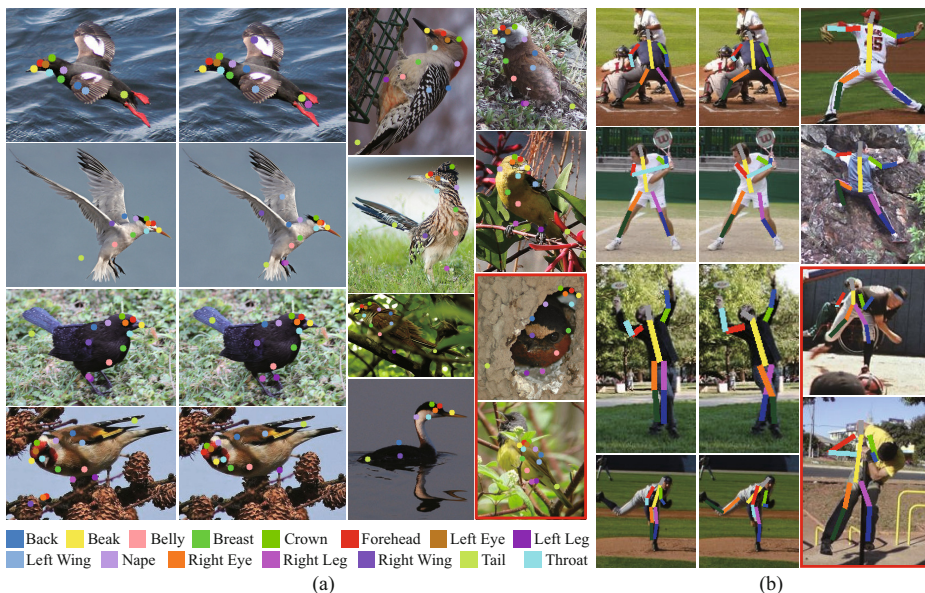 W
15
Back Beak Belly Breast Crown Forehead Left Eye Left Leg
Left Wing Nape Right Eye Right Leg Right Wing Tail Throat
(a) (b)